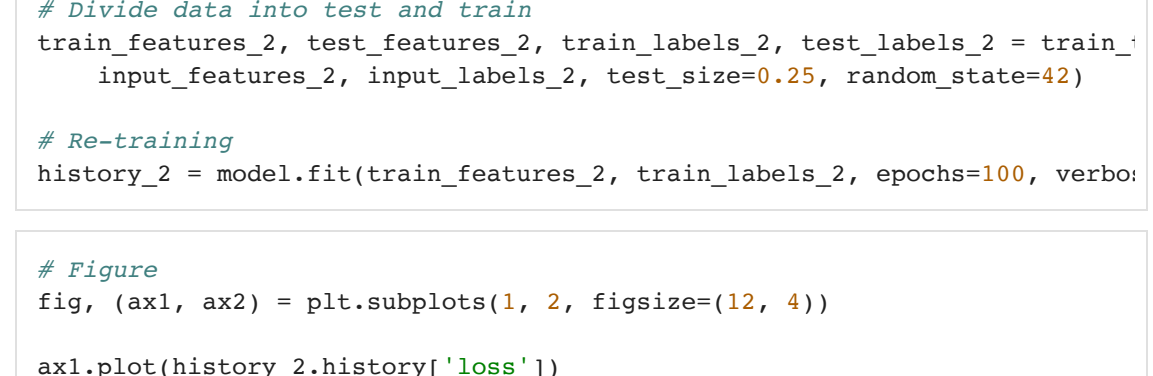 # Divide data into test and train
train_features_2, test_features_2, train_labels_2, test_labels_2 =
    input_features_2, input_labels_2, test_size=0.25, random_state=42)
# Re-training
history_2 = model.fit(train_features_2, train_labels_2, epochs=100,
# Figure
fig, (ax1, ax2) = plt.subplots(1, 2, figsize=(12, 4))
ax1.plot(history_2.history['loss'])